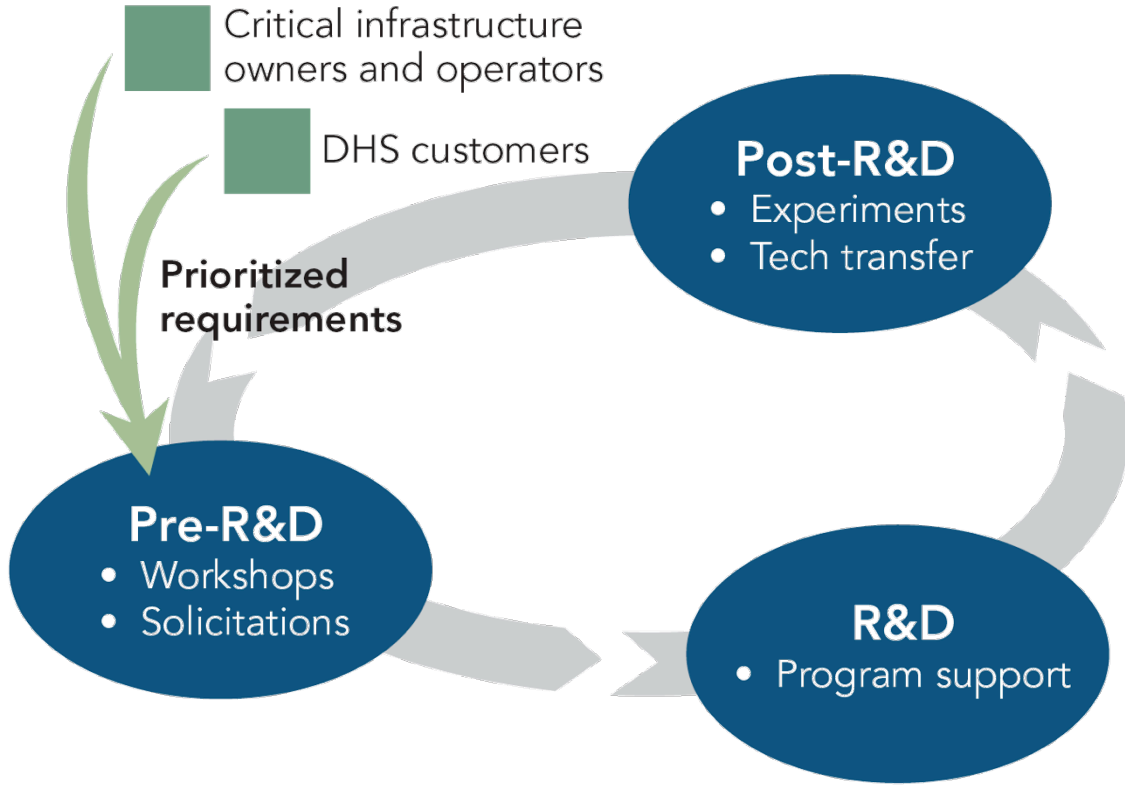 Critical infrastructure
owners and operators
DHS customers
Prioritized
requirements
Post-R&D
• Experiments
• Tech transfer
Pre-R&D
• Workshops
• Solicitations
R&D
• Program support